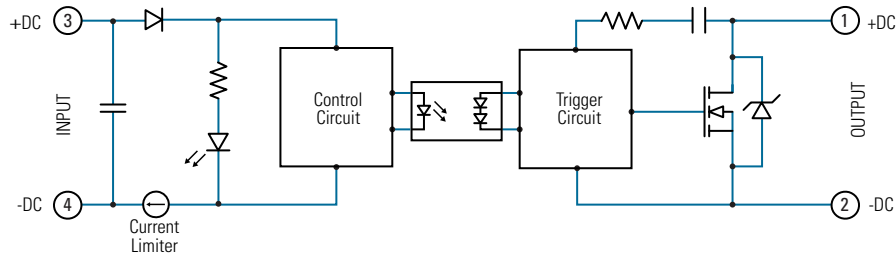 +DC 3
INPUT
-DC 4
Current
Limiter
Control
Circuit
Trigger
Circuit
1 +DC
OUTPUT
2 -DC